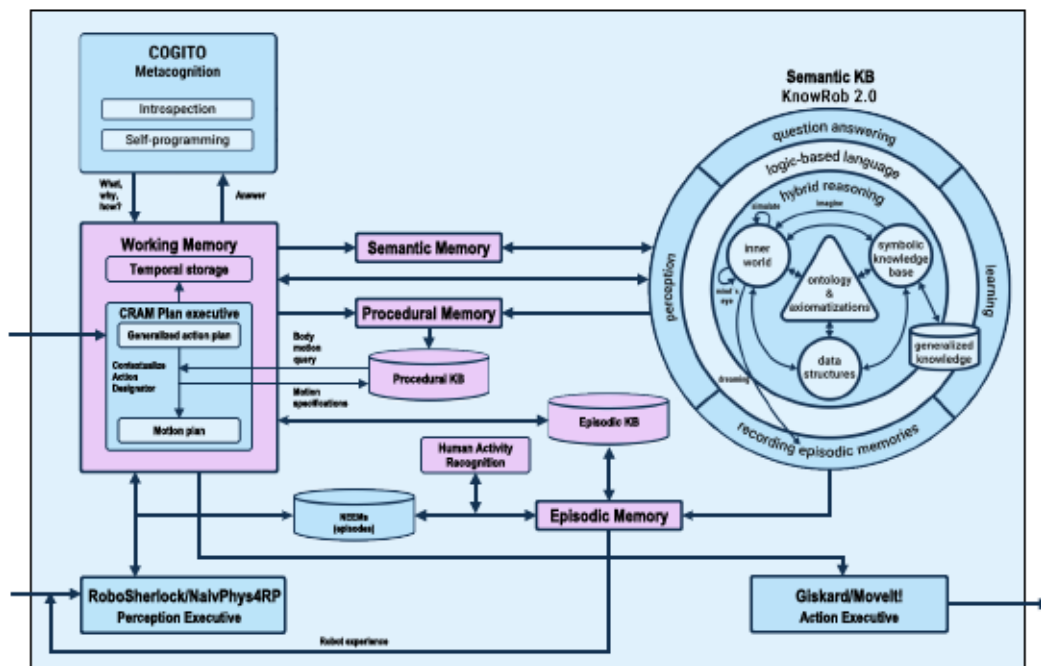 COGITO
Metacognition
Introspection
Self-programming
What,
why,
how?
Answer
Working Memory
Temporal storage
CRAM Plan executive
Generalized action plan
Contextualize
Action
Designator
Motion plan
Semantic Memory
Procedural Memory
Body
motion
query
Procedural KB
Motion
specifications
Episodic KB
Human Activity
Recognition
NEEMs
(episodes)
Episodic Memory
RoboSherlock/NaivPhys4RP
Perception Executive
Robot experience
Giskard/MoveIt!
Action Executive
Semantic KB
KnowRob 2.0
question answering
logic-based language
hybrid reasoning
simulate
imagine
inner
world
symbolic
knowledge
base
mind's
eye
ontology
&
axiomatizations
perception
learning
generalized
knowledge
data
structures
dreaming
recording episodic memories